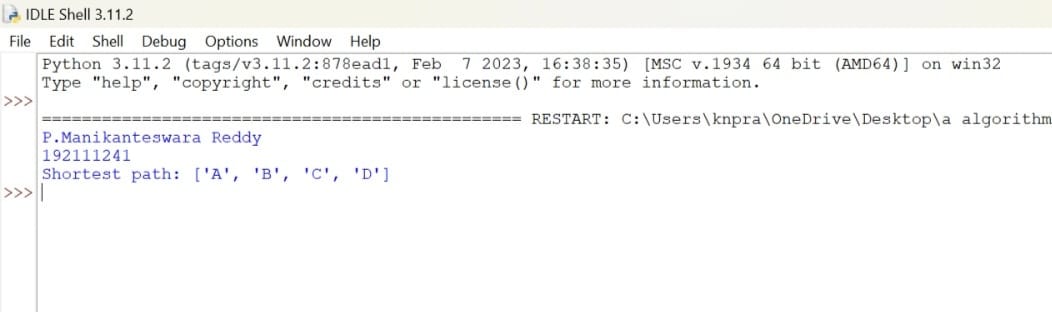 IDLE Shell 3.11.2
File Edit Shell Debug Options Window Help
Python 3.11.2 (tags/v3.11.2:878ead1, Feb  7 2023, 16:38:35) [MSC v.1934 64 bit (AMD64)] on win32
Type "help", "copyright", "credits" or "license()" for more information.
>>>
================================================ RESTART: C:\Users\knpra\OneDrive\Desktop\a algorithm
P.Manikanteswara Reddy
192111241
Shortest path: ['A', 'B', 'C', 'D']
>>>